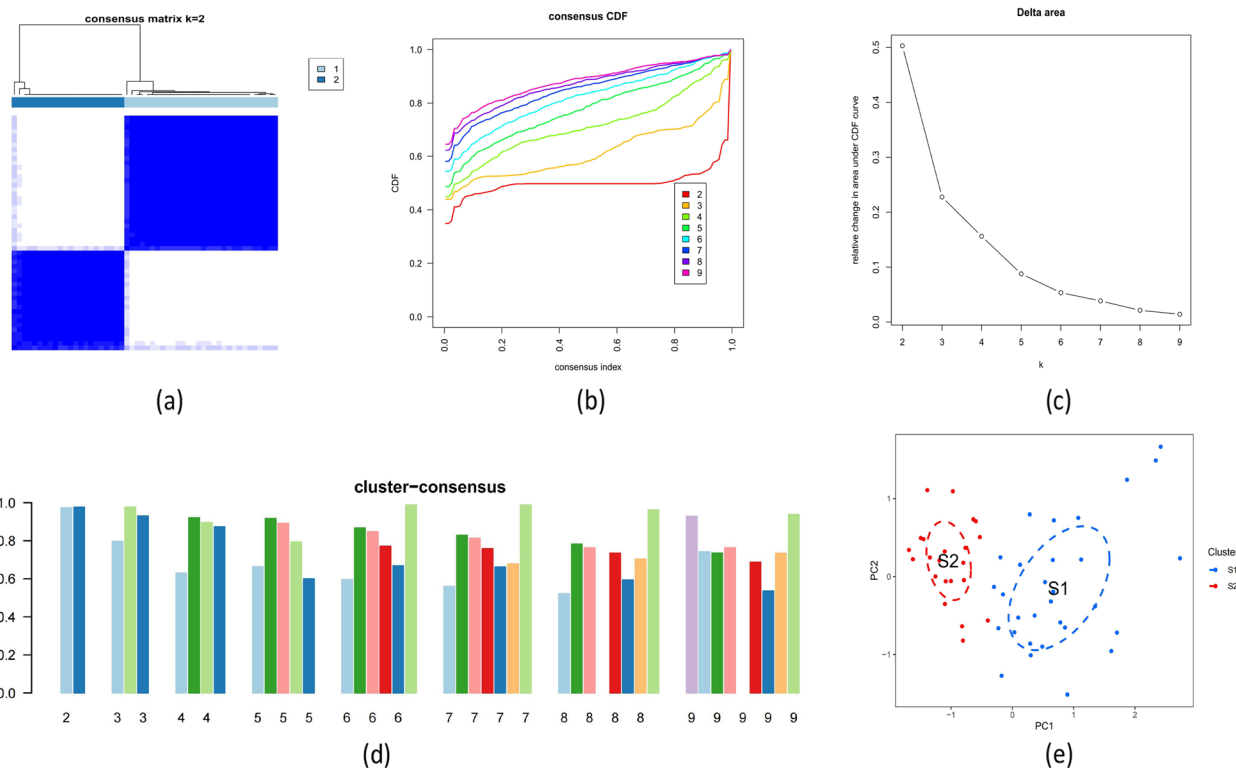 consensus matrix k=2
1
2
(a)
consensus CDF
CDF
1.0
0.8
0.6
0.4
0.2
0.0
2
3
4
5
6
7
8
9
0.0 0.2 0.4 0.6 0.8 1.0
consensus index
(b)
Delta area
relative change in area under CDF curve
0.5
0.4
0.3
0.2
0.1
0.0
2 3 4 5 6 7 8 9
k
(c)
cluster-consensus
1.0
0.8
0.6
0.4
0.2
0.0
2 3 3 4 4 5 5 5 6 6 6 7 7 7 7 8 8 8 8 9 9 9 9 9
(d)
PC2
1
0
−1
S2
S1
−1 0 1 2
PC1
Cluster
S1
S2
(e)